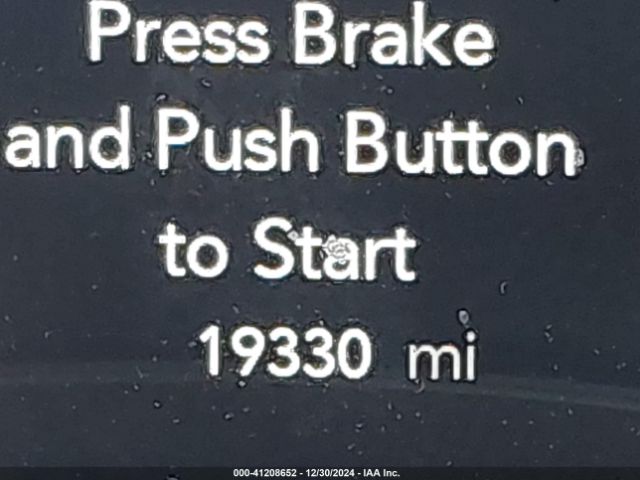 Press Brake
and Push Button
to Start
19330 mi
000-41208652 - 12/30/2024 - IAA Inc.